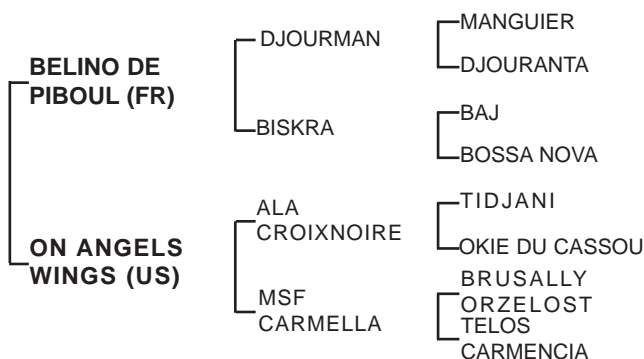 BELINO DE
PIBOUL (FR)
DJOURMAN
MANGUIER
DJOURANTA
BISKRA
BAJ
BOSSA NOVA
ON ANGELS
WINGS (US)
ALA
CROIXNOIRE
TIDJANI
OKIE DU CASSOU
MSF
CARMELLA
BRUSALLY
ORZELOST
TELOS
CARMENCIA